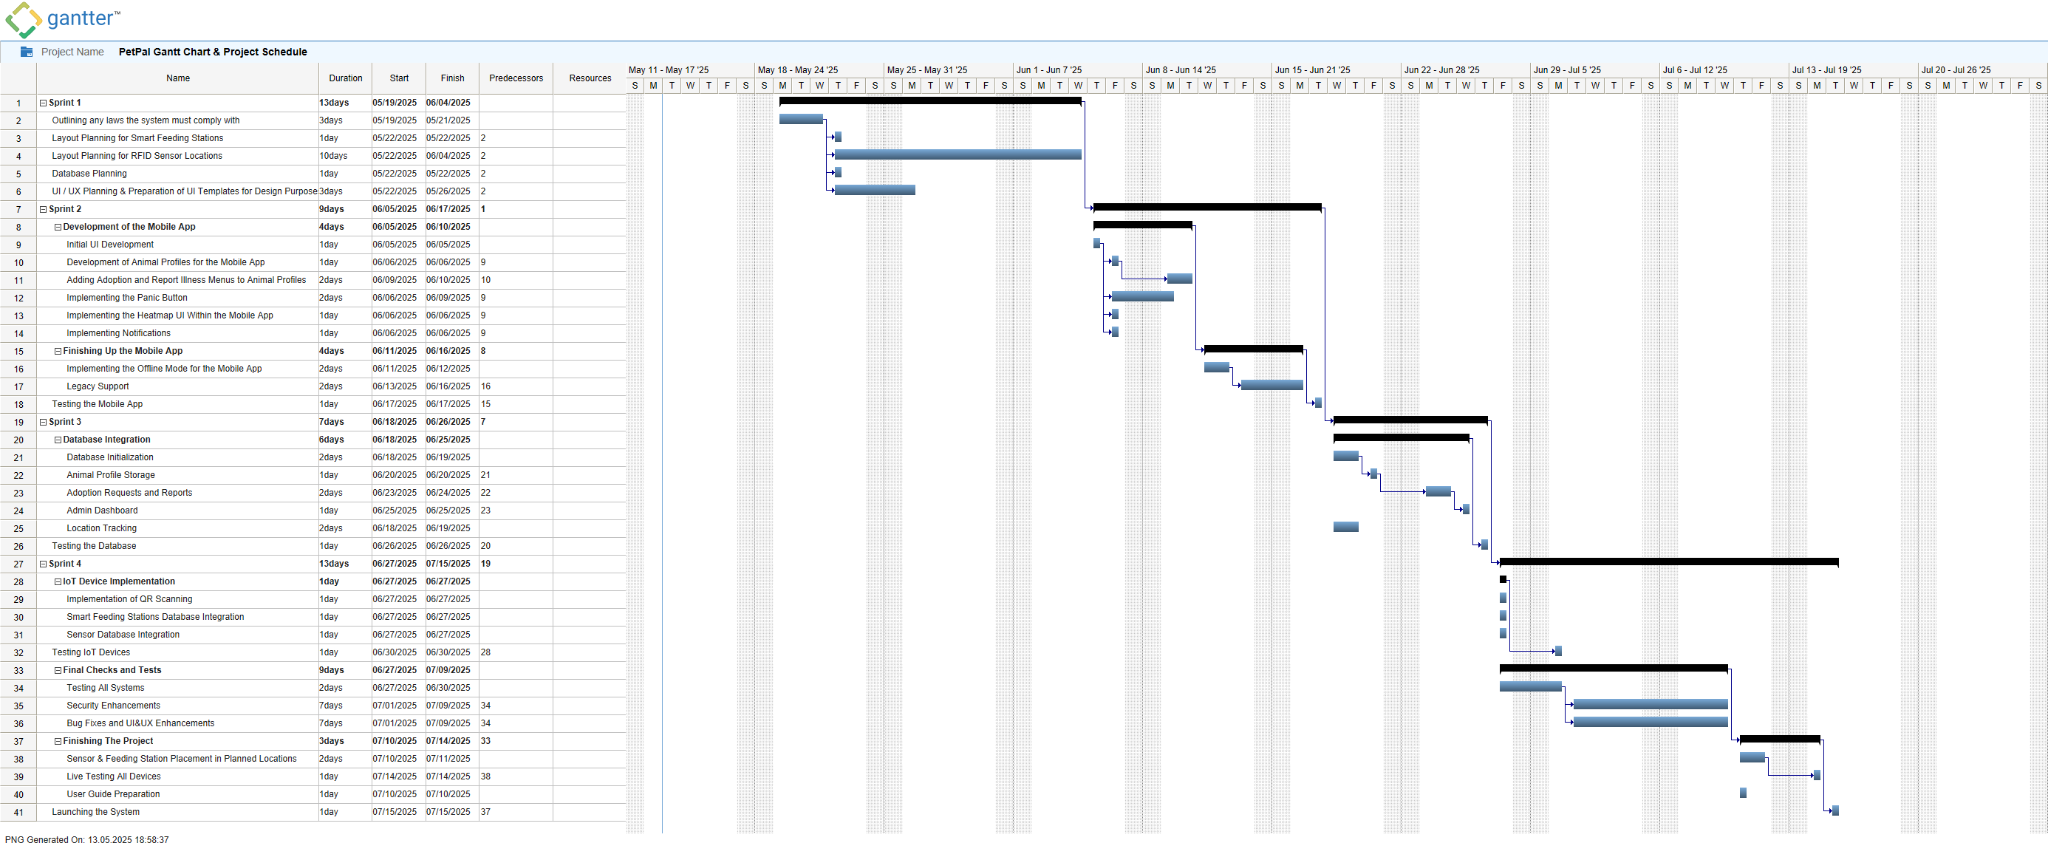 gantter™
Project Name PetPal Gantt Chart & Project Schedule
Name Duration Start Finish Predecessors Resources May 11 - May 17 '25 May 18 - May 24 '25 May 25 - May 31 '25 Jun 1 - Jun 7 '25 Jun 8 - Jun 14 '25 Jun 15 - Jun 21 '25 Jun 22 - Jun 28 '25 Jun 29 - Jul 5 '25 Jul 6 - Jul 12 '25 Jul 13 - Jul 19 '25 Jul 20 - Jul 26 '25
S M T W T F S S M T W T F S S M T W T F S S M T W T F S S M T W T F S S M T W T F S S M T W T F S S M T W T F S S M T W T F S S M T W T F S S M T W T F S
1 Sprint 1 13days 05/19/2025 06/04/2025
2 Outlining any laws the system must comply with 3days 05/19/2025 05/21/2025
3 Layout Planning for Smart Feeding Stations 1day 05/22/2025 05/22/2025 2
4 Layout Planning for RFID Sensor Locations 10days 05/22/2025 06/04/2025 2
5 Database Planning 1day 05/22/2025 05/22/2025 2
6 UI / UX Planning & Preparation of UI Templates for Design Purpose 3days 05/22/2025 05/26/2025 2
7 Sprint 2 9days 06/05/2025 06/17/2025 1
8 Development of the Mobile App 4days 06/05/2025 06/10/2025
9 Initial UI Development 1day 06/05/2025 06/05/2025
10 Development of Animal Profiles for the Mobile App 1day 06/06/2025 06/06/2025 9
11 Adding Adoption and Report Illness Menus to Animal Profiles 2days 06/09/2025 06/10/2025 10
12 Implementing the Panic Button 2days 06/06/2025 06/09/2025 9
13 Implementing the Heatmap UI Within the Mobile App 1day 06/06/2025 06/06/2025 9
14 Implementing Notifications 1day 06/06/2025 06/06/2025 9
15 Finishing Up the Mobile App 4days 06/11/2025 06/16/2025 8
16 Implementing the Offline Mode for the Mobile App 2days 06/11/2025 06/12/2025
17 Legacy Support 2days 06/13/2025 06/16/2025 16
18 Testing the Mobile App 1day 06/17/2025 06/17/2025 15
19 Sprint 3 7days 06/18/2025 06/26/2025 7
20 Database Integration 6days 06/18/2025 06/25/2025
21 Database Initialization 2days 06/18/2025 06/19/2025
22 Animal Profile Storage 1day 06/20/2025 06/20/2025 21
23 Adoption Requests and Reports 2days 06/23/2025 06/24/2025 22
24 Admin Dashboard 1day 06/25/2025 06/25/2025 23
25 Location Tracking 2days 06/18/2025 06/19/2025
26 Testing the Database 1day 06/26/2025 06/26/2025 20
27 Sprint 4 13days 06/27/2025 07/15/2025 19
28 IoT Device Implementation 1day 06/27/2025 06/27/2025
29 Implementation of QR Scanning 1day 06/27/2025 06/27/2025
30 Smart Feeding Stations Database Integration 1day 06/27/2025 06/27/2025
31 Sensor Database Integration 1day 06/27/2025 06/27/2025
32 Testing IoT Devices 1day 06/30/2025 06/30/2025 28
33 Final Checks and Tests 9days 06/27/2025 07/09/2025
34 Testing All Systems 2days 06/27/2025 06/30/2025
35 Security Enhancements 7days 07/01/2025 07/09/2025 34
36 Bug Fixes and UI&UX Enhancements 7days 07/01/2025 07/09/2025 34
37 Finishing The Project 3days 07/10/2025 07/14/2025 33
38 Sensor & Feeding Station Placement in Planned Locations 2days 07/10/2025 07/11/2025
39 Live Testing All Devices 1day 07/14/2025 07/14/2025 38
40 User Guide Preparation 1day 07/10/2025 07/10/2025
41 Launching the System 1day 07/15/2025 07/15/2025 37
PNG Generated On: 13.05.2025 18:58:37